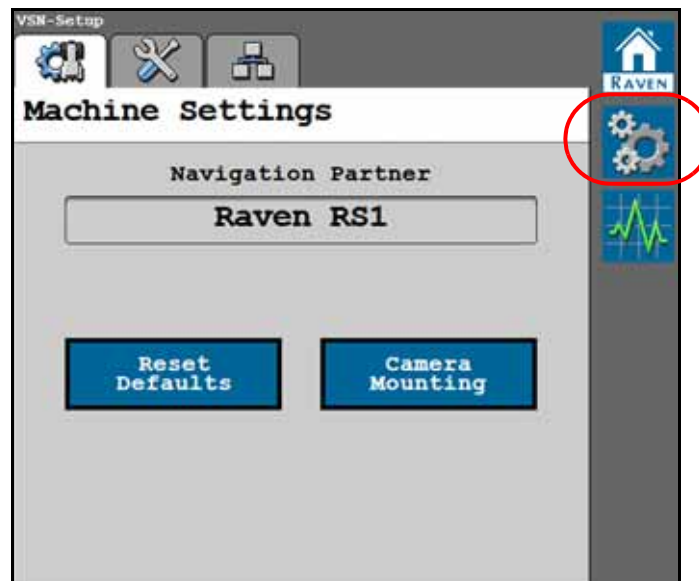 VSN-Setup
RAVEN
Machine Settings
Navigation Partner
Raven RS1
Reset
Defaults
Camera
Mounting